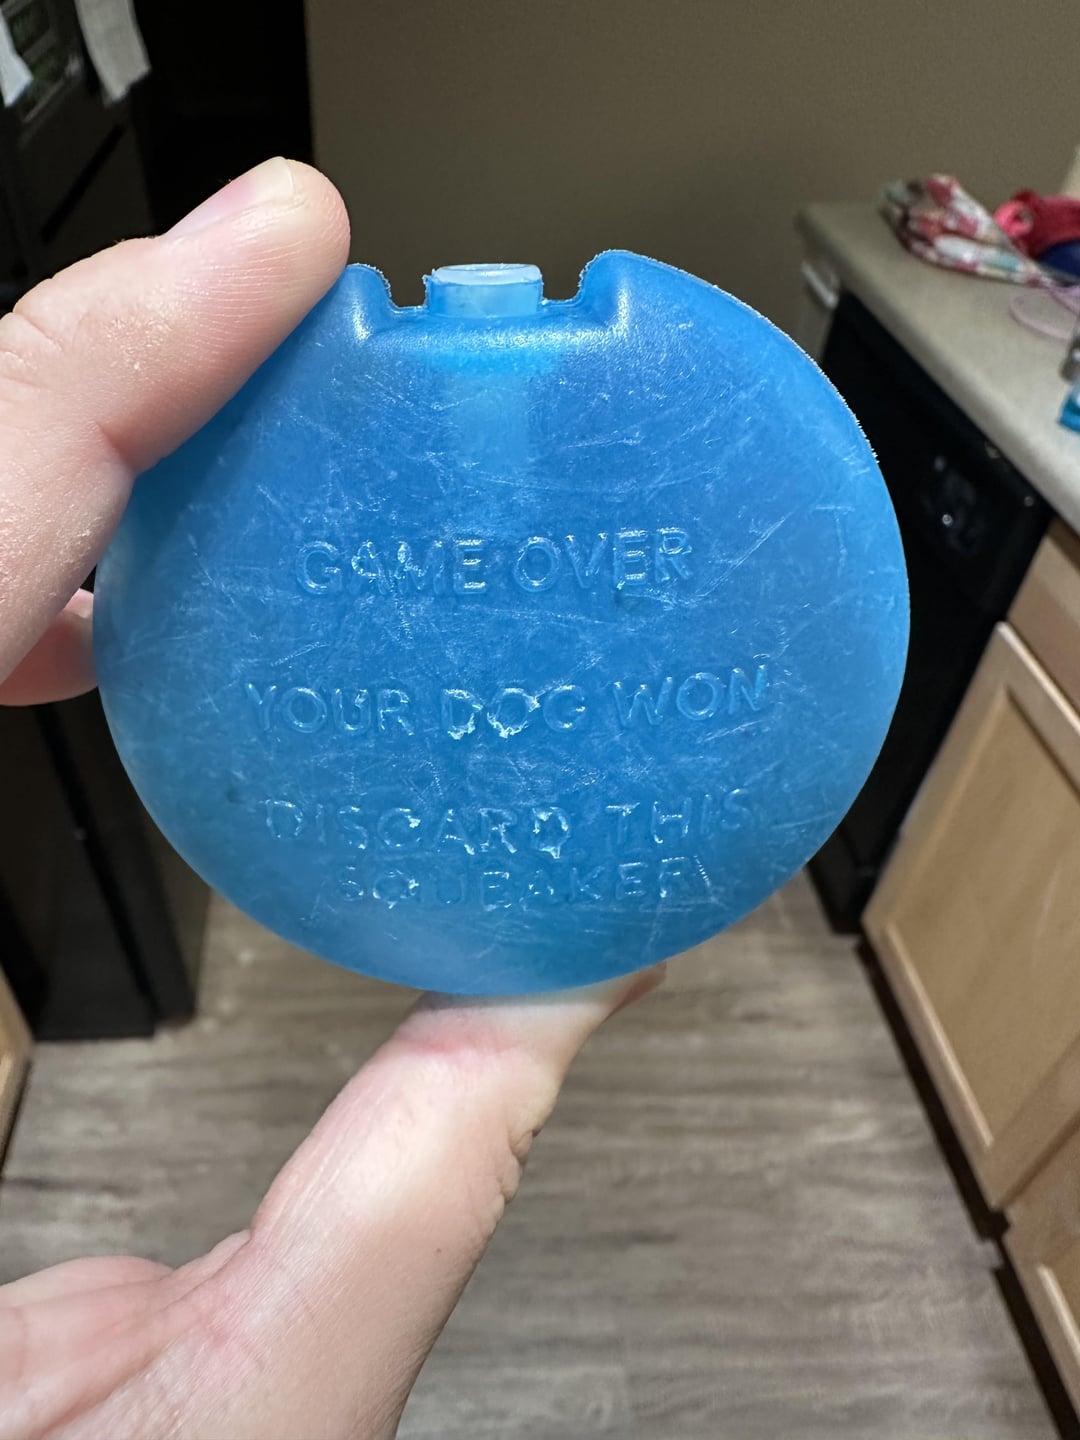 GAME OVER
YOUR DOG WON
DISCARD THIS
SQUEAKER!